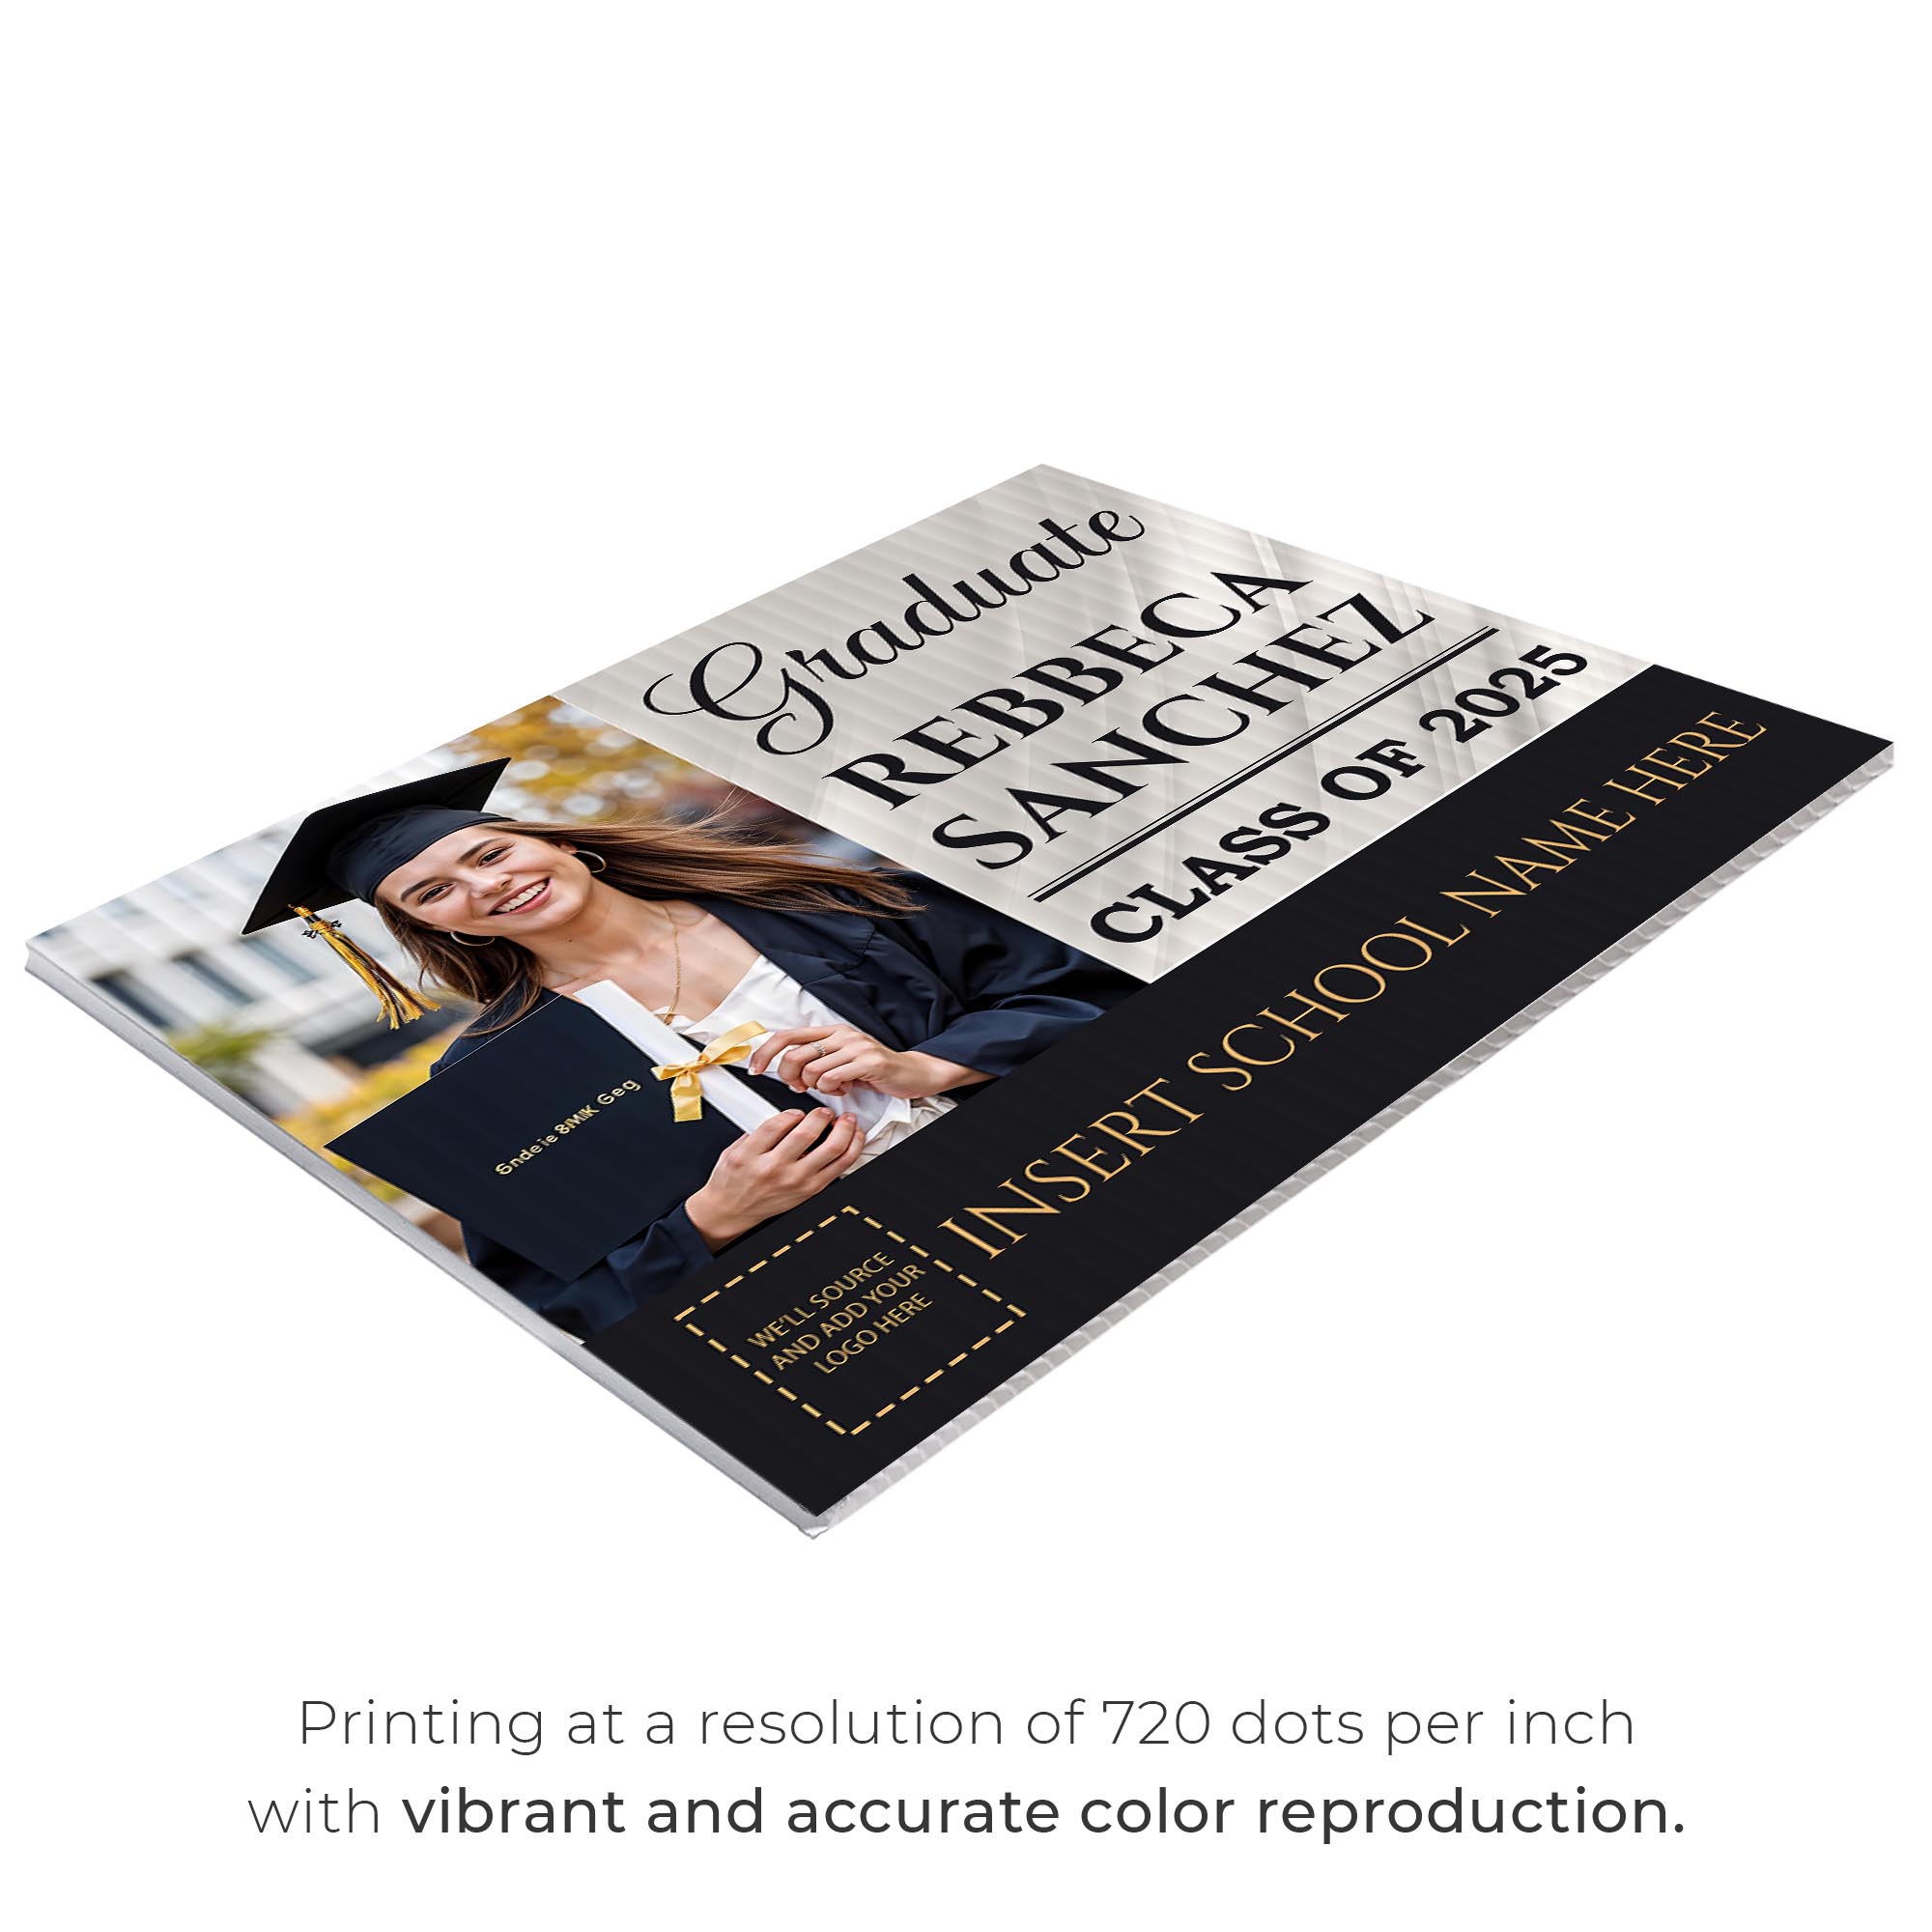 Graduate
REBBECA
SANCHEZ
CLASS OF 2025
INSERT SCHOOL NAME HERE
WE'LL SOURCE
AND ADD YOUR
LOGO HERE
Printing at a resolution of 720 dots per inch
with vibrant and accurate color reproduction.